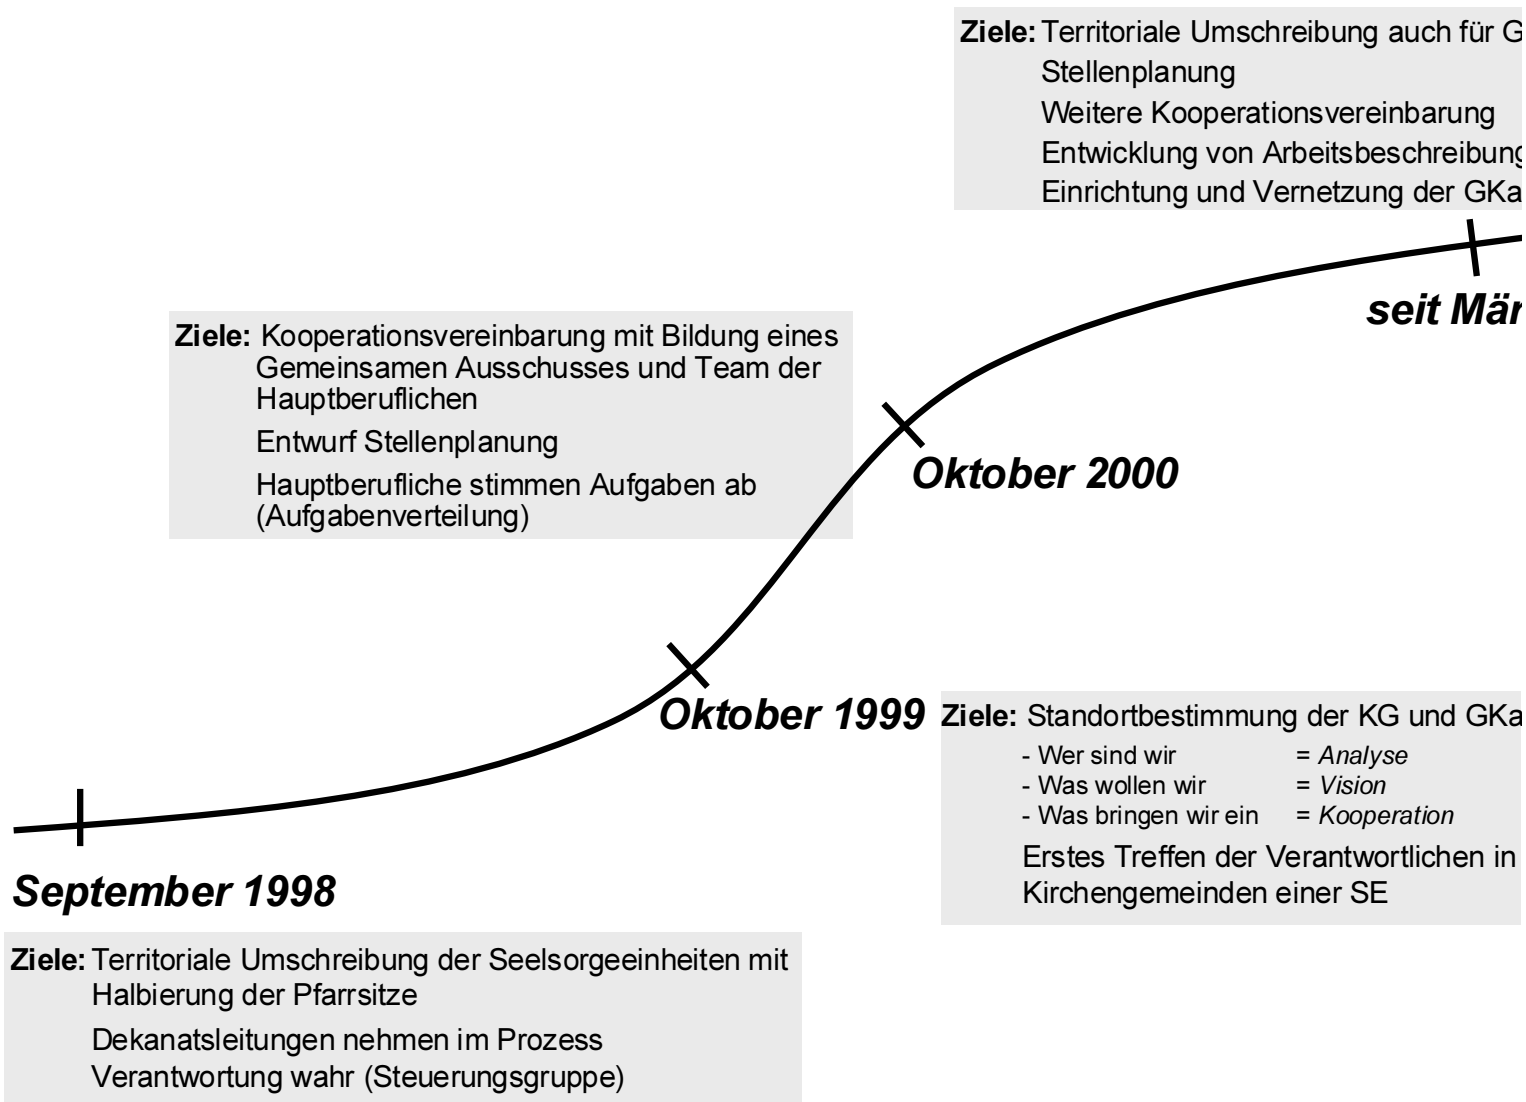 Ziele: Territoriale Umschreibung auch für G
Stellenplanung
Weitere Kooperationsvereinbarung
Entwicklung von Arbeitsbeschreibung
Einrichtung und Vernetzung der GKa
seit Mär
Ziele: Kooperationsvereinbarung mit Bildung eines
Gemeinsamen Ausschusses und Team der
Hauptberuflichen
Entwurf Stellenplanung
Hauptberufliche stimmen Aufgaben ab
(Aufgabenverteilung)
Oktober 2000
Oktober 1999
Ziele: Standortbestimmung der KG und GKa
- Wer sind wir = Analyse
- Was wollen wir = Vision
- Was bringen wir ein = Kooperation
Erstes Treffen der Verantwortlichen in
Kirchengemeinden einer SE
September 1998
Ziele: Territoriale Umschreibung der Seelsorgeeinheiten mit
Halbierung der Pfarrsitze
Dekanatsleitungen nehmen im Prozess
Verantwortung wahr (Steuerungsgruppe)